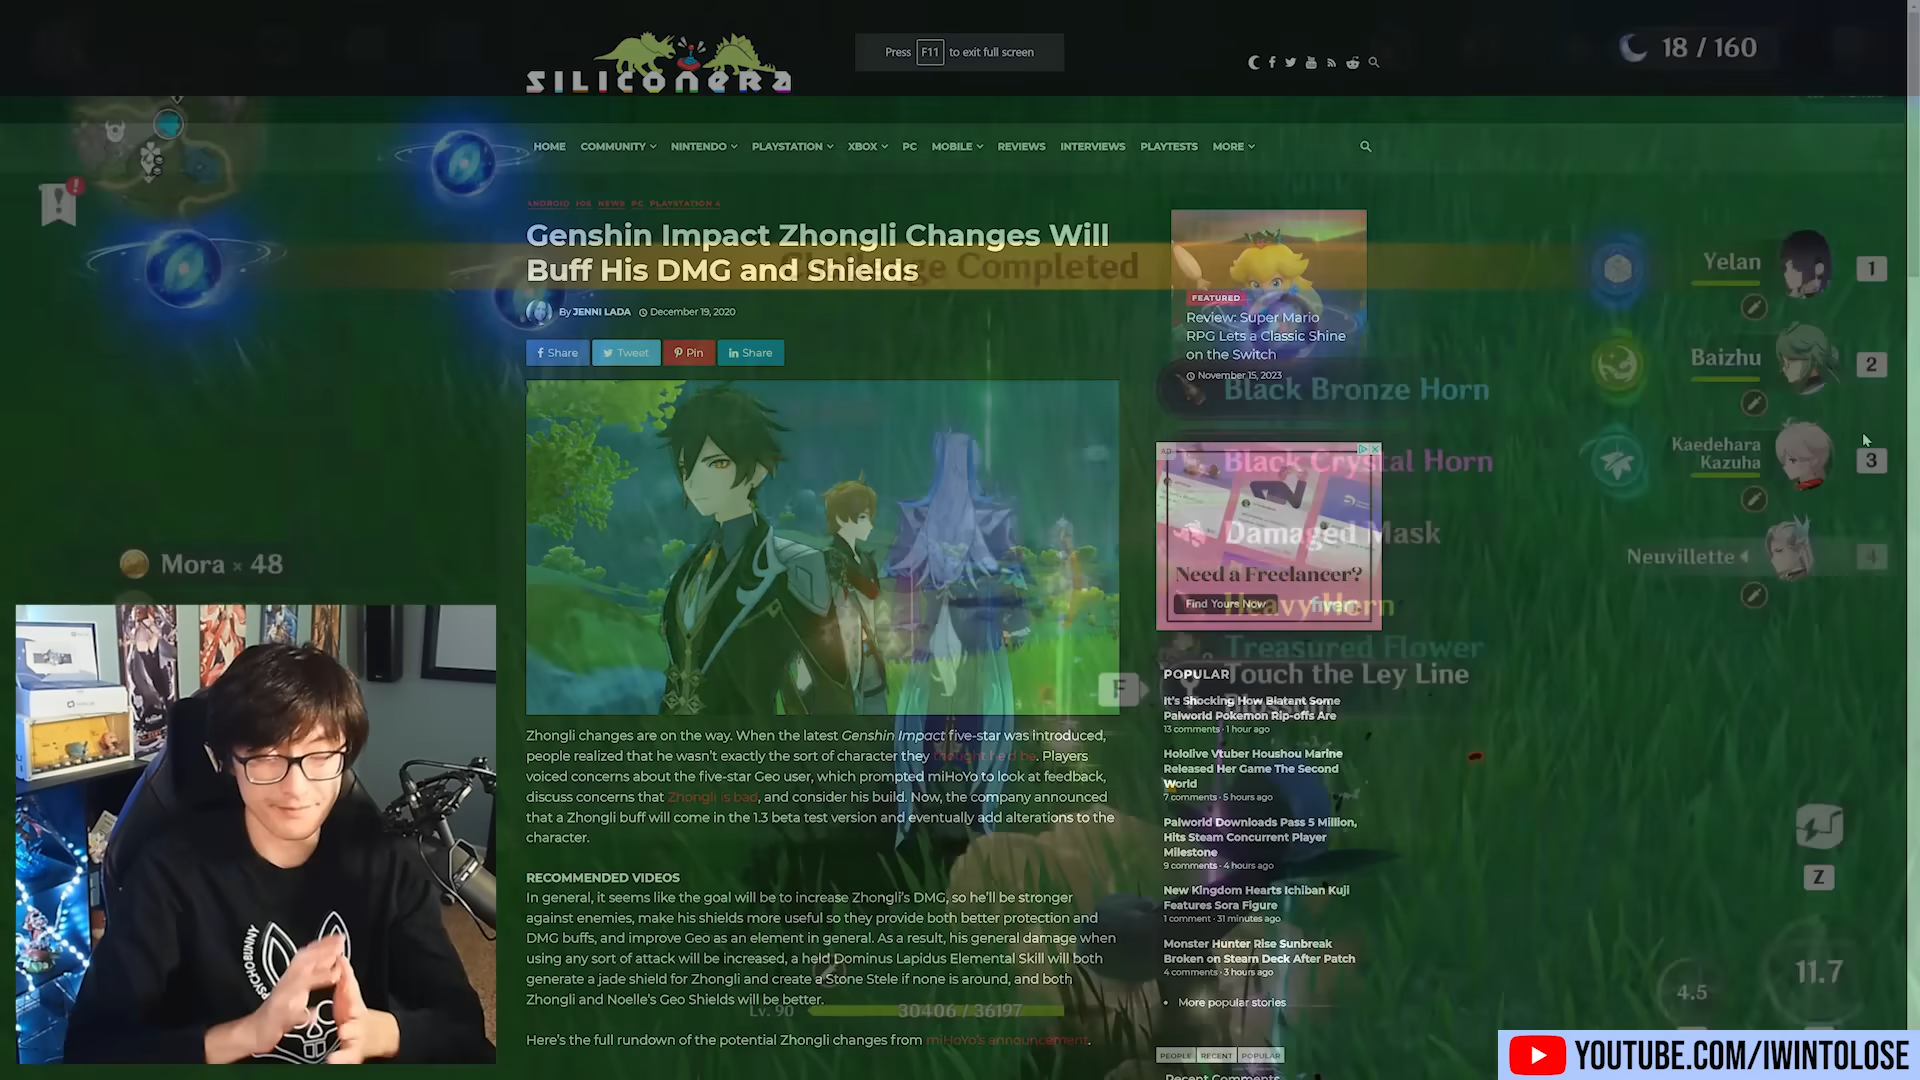 SILICONERA
Press F11 to exit full screen
18 / 160
HOME COMMUNITY NINTENDO PLAYSTATION XBOX PC MOBILE REVIEWS INTERVIEWS PLAYTESTS MORE
ANDROID IOS NEWS PC PLAYSTATION 4
Genshin Impact Zhongli Changes Will
Buff His DMG and Shields
Completed
By JENNI LADA December 19, 2020
Share Tweet Pin Share
FEATURED
Review: Super Mario
RPG Lets a Classic Shine
on the Switch
November 15, 2023
Yelan 1
Baizhu 2
Kaedehara
Kazuha 3
Neuvillette 4
Black Bronze Horn
Black Crystal Horn
Damaged Mask
Heavy Horn
Treasured Flower
Touch the Ley Line
F
AD
Need a Freelancer?
Find Yours Now
Mora × 48
Zhongli changes are on the way. When the latest Genshin Impact five-star was introduced,
people realized that he wasn't exactly the sort of character they thought he'd be. Players
voiced concerns about the five-star Geo user, which prompted miHoYo to look at feedback,
discuss concerns that Zhongli is bad, and consider his build. Now, the company announced
that a Zhongli buff will come in the 1.3 beta test version and eventually add alterations to the
character.
RECOMMENDED VIDEOS
In general, it seems like the goal will be to increase Zhongli's DMG, so he'll be stronger
against enemies, make his shields more useful so they provide both better protection and
DMG buffs, and improve Geo as an element in general. As a result, his general damage when
using any sort of attack will be increased, a held Dominus Lapidus Elemental Skill will both
generate a jade shield for Zhongli and create a Stone Stele if none is around, and both
Zhongli and Noelle's Geo Shields will be better.
Lv. 90 30406 / 36197
Here's the full rundown of the potential Zhongli changes from miHoYo's announcement.
POPULAR
It's Shocking How Blatant Some
Palworld Pokemon Rip-offs Are
13 comments · 1 hour ago
Hololive Vtuber Houshou Marine
Released Her Game The Second
World
7 comments · 5 hours ago
Palworld Downloads Pass 5 Million,
Hits Steam Concurrent Player
Milestone
9 comments · 4 hours ago
New Kingdom Hearts Ichiban Kuji
Features Sora Figure
1 comment · 31 minutes ago
Monster Hunter Rise Sunbreak
Broken on Steam Deck After Patch
4 comments · 3 hours ago
More popular stories
PEOPLE RECENT POPULAR
Recent Comments
Z
4.5
11.7
PSYCHOBUNNY
YOUTUBE.COM/IWINTOLOSE